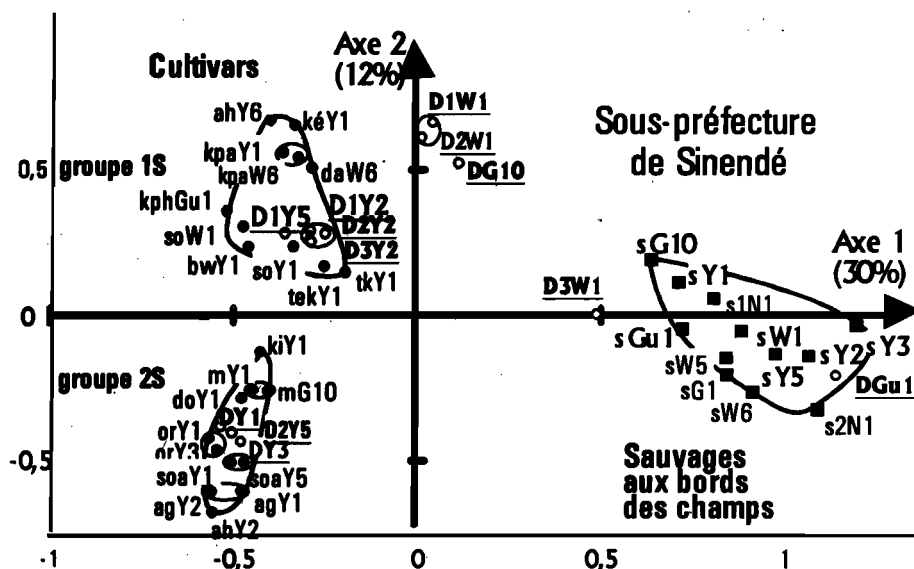 Axe 2
(12%)
Cultivars
Sous-préfecture
de Sinendé
ahY6
kéY1
D1W1
D2W1
DG10
kpaY1
kpaW6
groupe 1S
daW6
0,5
kphGu1
D1Y5
D1Y2
D2Y2
soW1
D3Y2
bwY1
soY1
tkY1
tekY1
sG10
Axe 1
(30%)
sY1
D3W1
s1N1
0
sGu1
sW1
sY3
sY2
sW5
sY5
DGu1
sG1
sW6
s2N1
kiY1
groupe 2S
mY1
mG10
doY1
DY1
orY1
D2Y5
orY3
DY3
-0,5
soaY1
soaY5
agY2
agY1
ahY2
Sauvages
aux bords
des champs
-1
-0,5
0
0,5
1